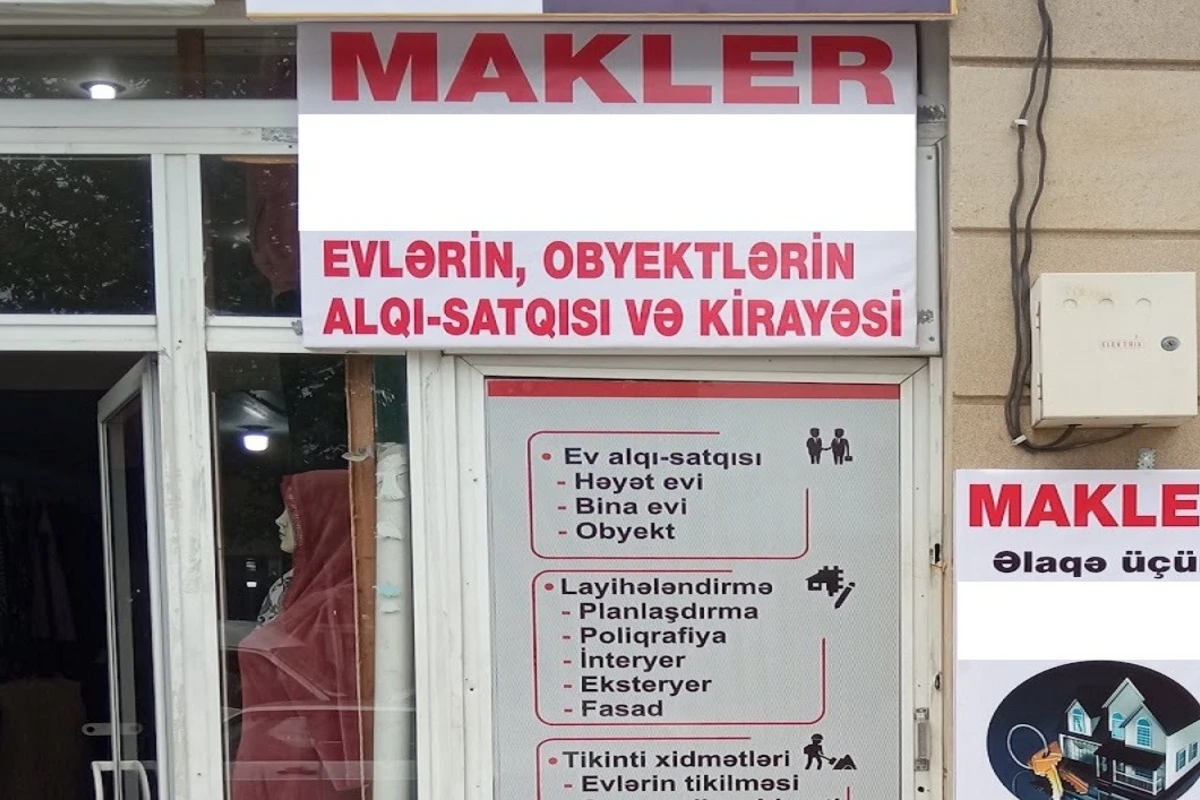 MAKLER
EVLƏRİN, OBYEKTLƏRİN
ALQI-SATQISI VƏ KİRAYƏSİ
• Ev alqı-satqısı
- Həyət evi
- Bina evi
- Obyekt
• Layihələndirmə
- Planlaşdırma
- Poliqrafiya
- İnteryer
- Eksteryer
- Fasad
• Tikinti xidmətləri
- Evlərin tikilməsi
ELEKTRIK
MAKLE
Əlaqə üçü